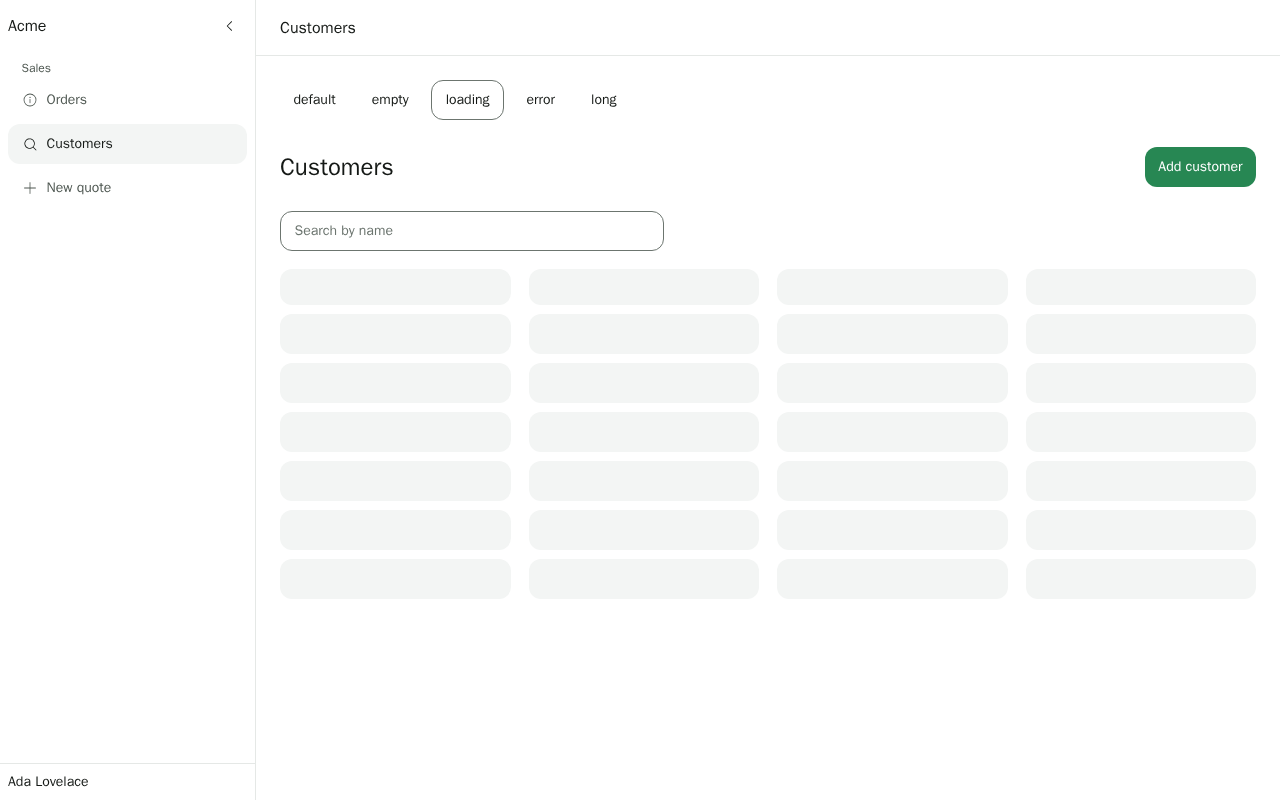 Acme
Sales
Orders
Customers
New quote
Ada Lovelace
Customers
default empty loading error long
Customers
Add customer
Search by name